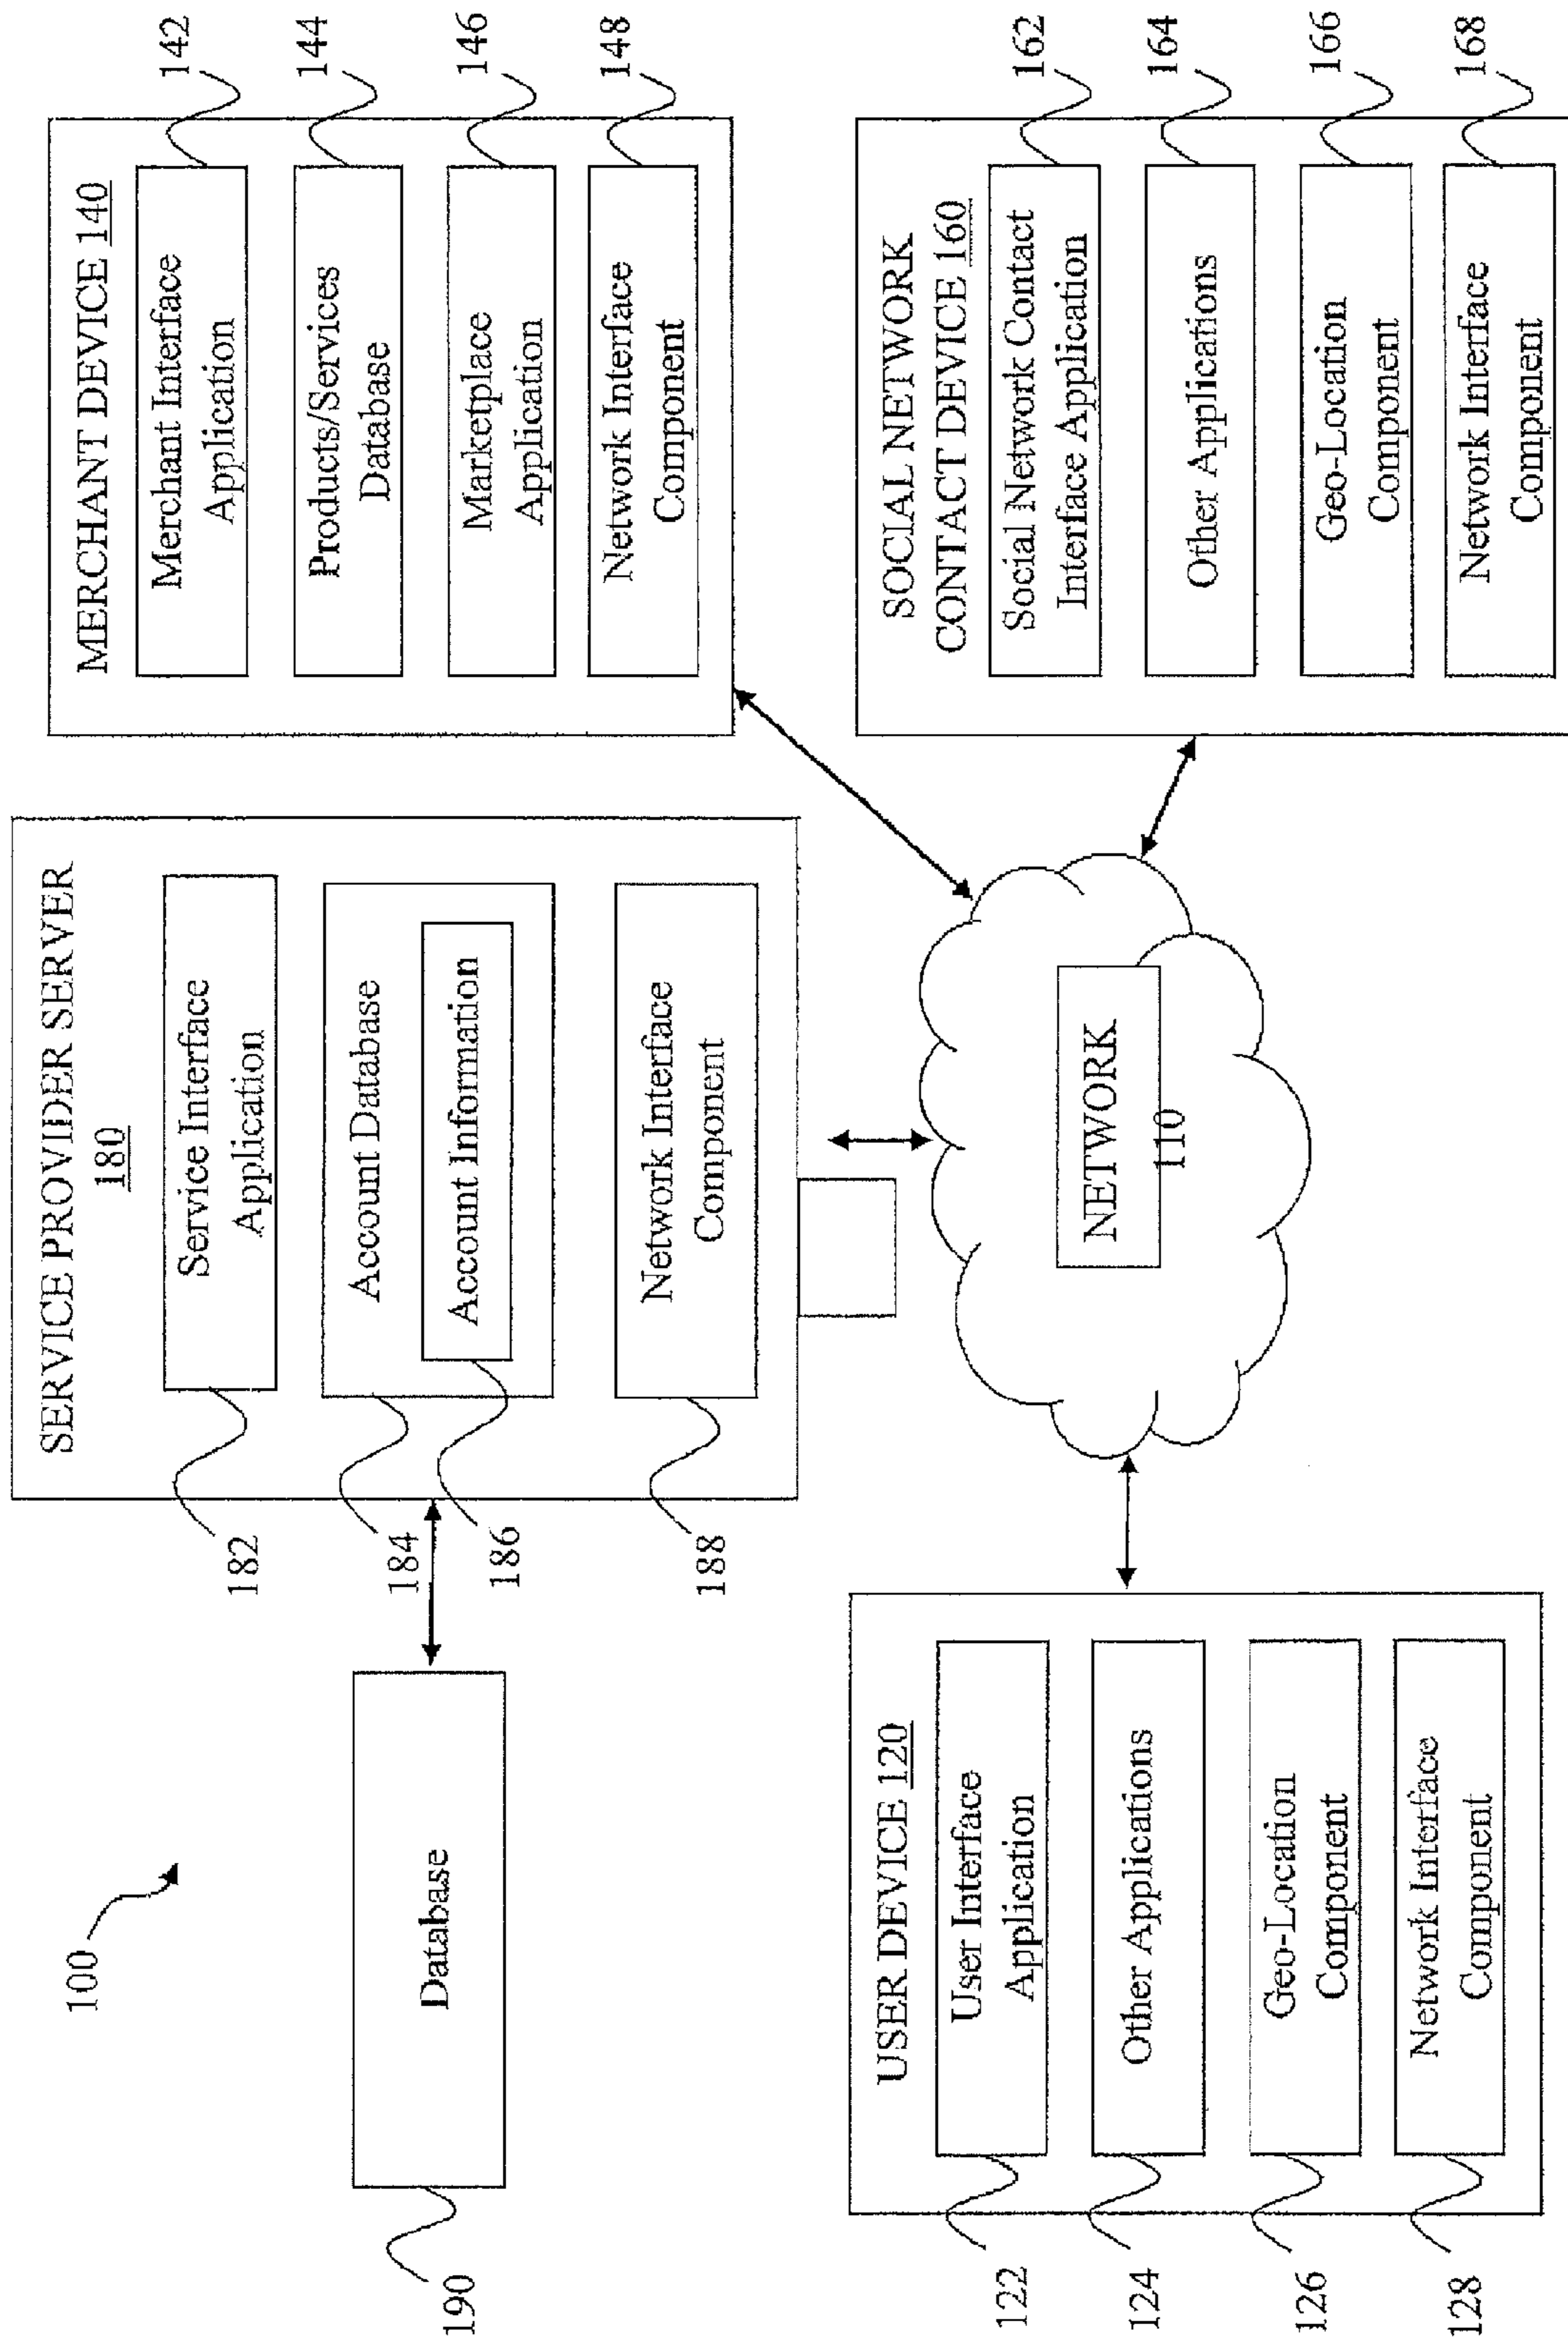 100
190
Database
SERVICE PROVIDER SERVER
180
Service Interface
Application
Account Database
Account Information
Network Interface
Component
182
184
186
188
MERCHANT DEVICE 140
Merchant Interface
Application
Products/Services
Database
Marketplace
Application
Network Interface
Component
142
144
146
148
USER DEVICE 120
User Interface
Application
Other Applications
Geo-Location
Component
Network Interface
Component
122
124
126
128
NETWORK
110
SOCIAL NETWORK
CONTACT DEVICE 160
Social Network Contact
Interface Application
Other Applications
Geo-Location
Component
Network Interface
Component
162
164
166
168